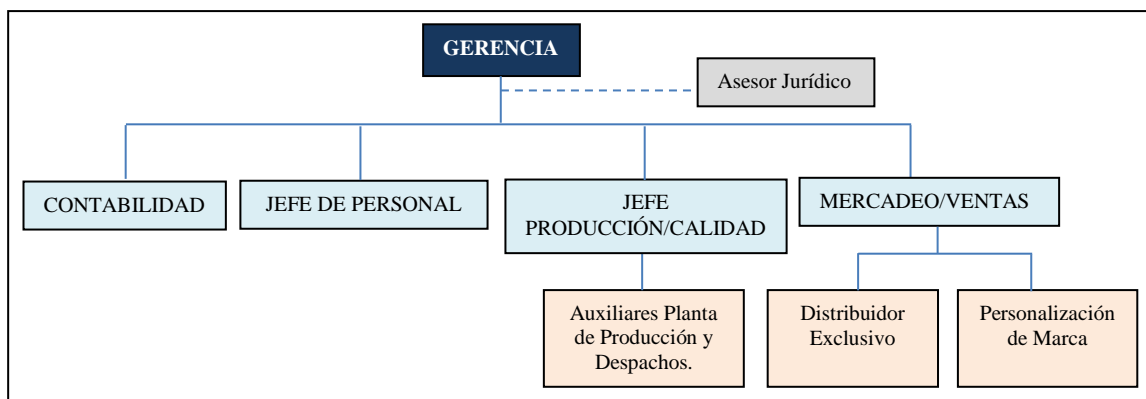 GERENCIA
Asesor Jurídico
CONTABILIDAD
JEFE DE PERSONAL
JEFE
PRODUCCIÓN/CALIDAD
MERCADEO/VENTAS
Auxiliares Planta
de Producción y
Despachos.
Distribuidor
Exclusivo
Personalización
de Marca